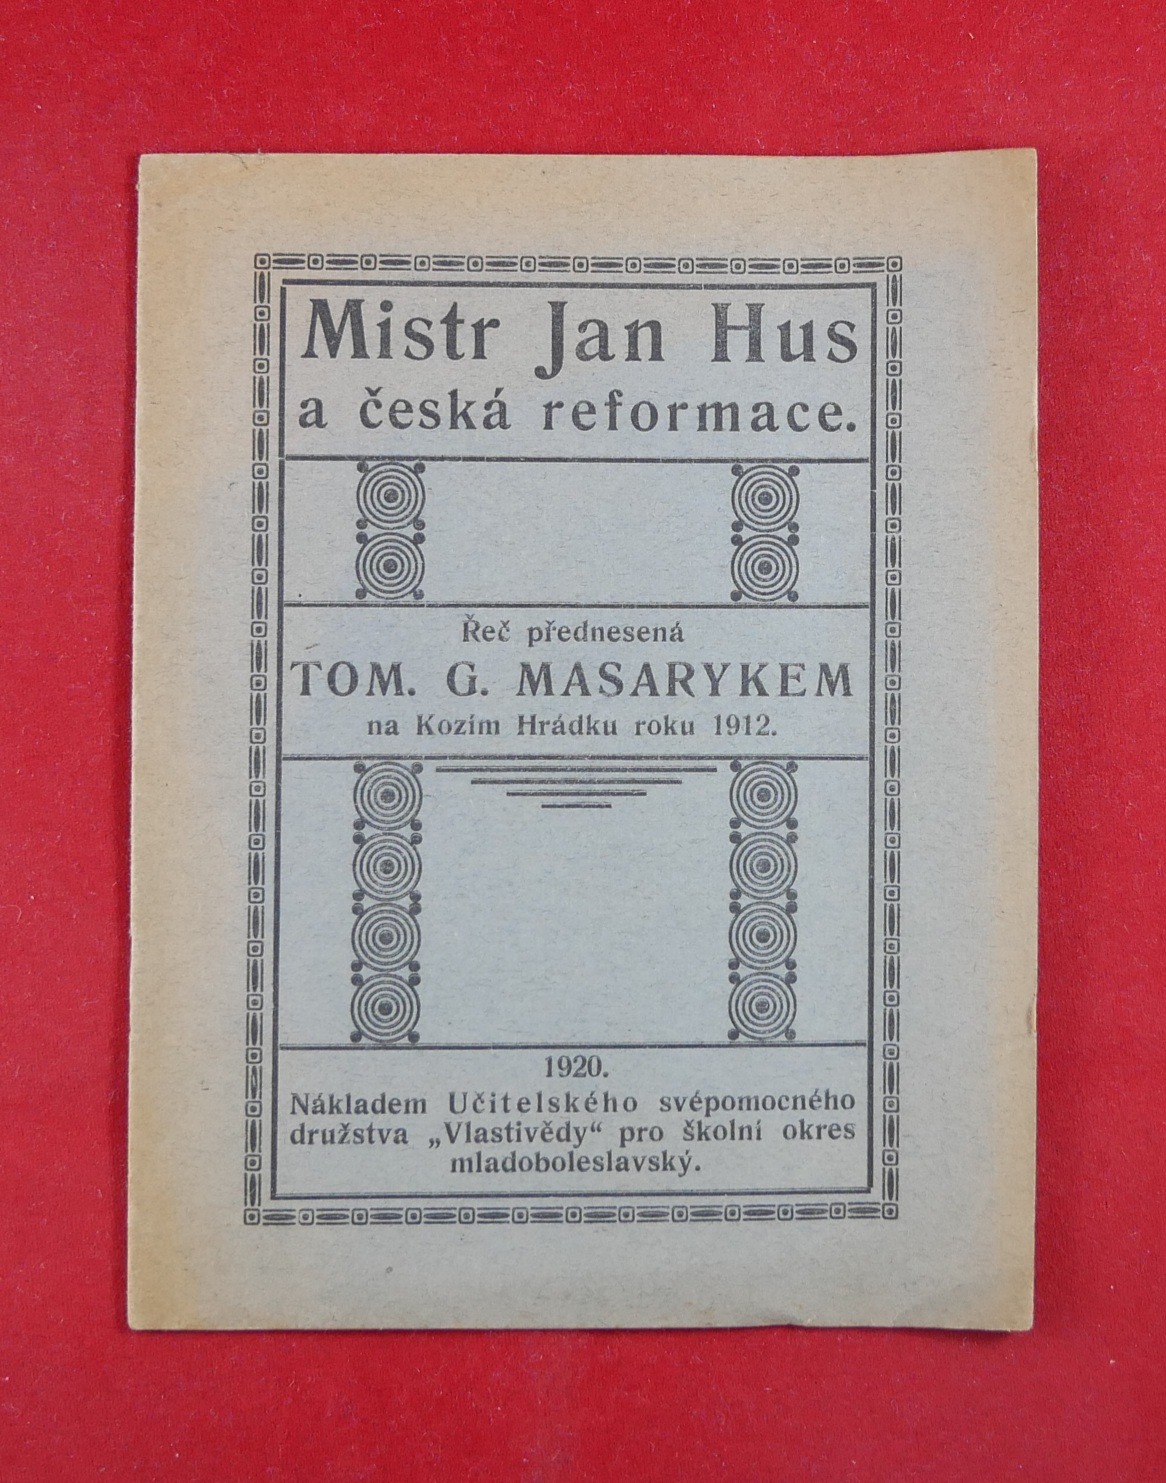 Mistr Jan Hus
a česká reformace.
Řeč přednesená
TOM. G. MASARYKEM
na Kozím Hrádku roku 1912.
1920.
Nákladem Učitelského svépomocného
družstva „Vlastivědy“ pro školní okres
mladoboleslavský.